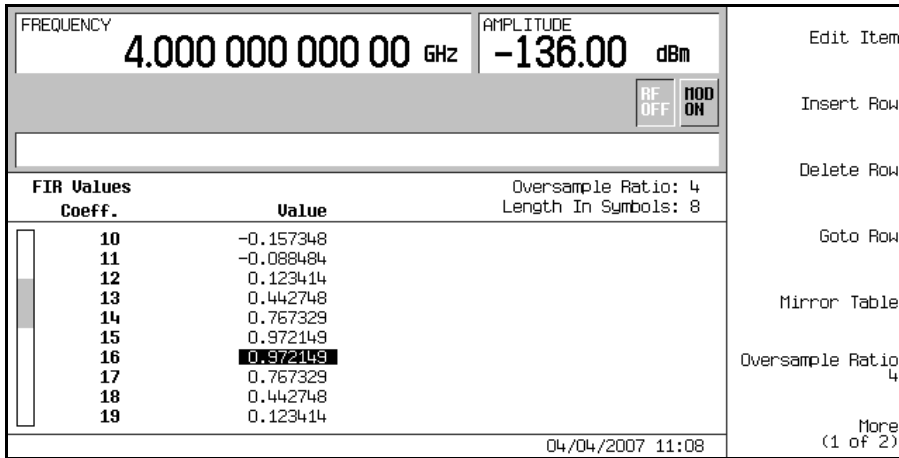 FREQUENCY
4.000 000 000 00 GHz
AMPLITUDE
-136.00 dBm
RF OFF
MOD ON
FIR Values
Oversample Ratio: 4
Coeff. Value
Length In Symbols: 8
10 -0.157348
11 -0.088484
12 0.123414
13 0.442748
14 0.767329
15 0.972149
16 0.972149
17 0.767329
18 0.442748
19 0.123414
04/04/2007 11:08
Edit Item
Insert Row
Delete Row
Goto Row
Mirror Table
Oversample Ratio
4
More
(1 of 2)